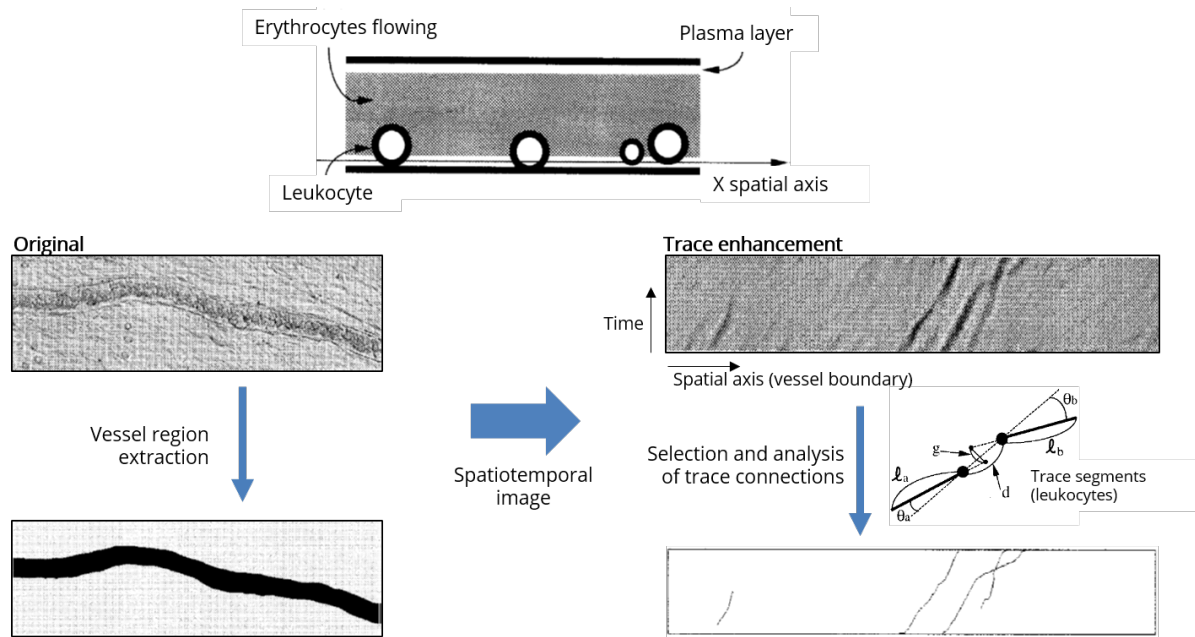 Erythrocytes flowing
Plasma layer
Leukocyte
X spatial axis
Original
Trace enhancement
Time
Spatial axis (vessel boundary)
Vessel region
extraction
Spatiotemporal
image
Selection and analysis
of trace connections
θb
g
ℓb
ℓa
d
θa
Trace segments
(leukocytes)